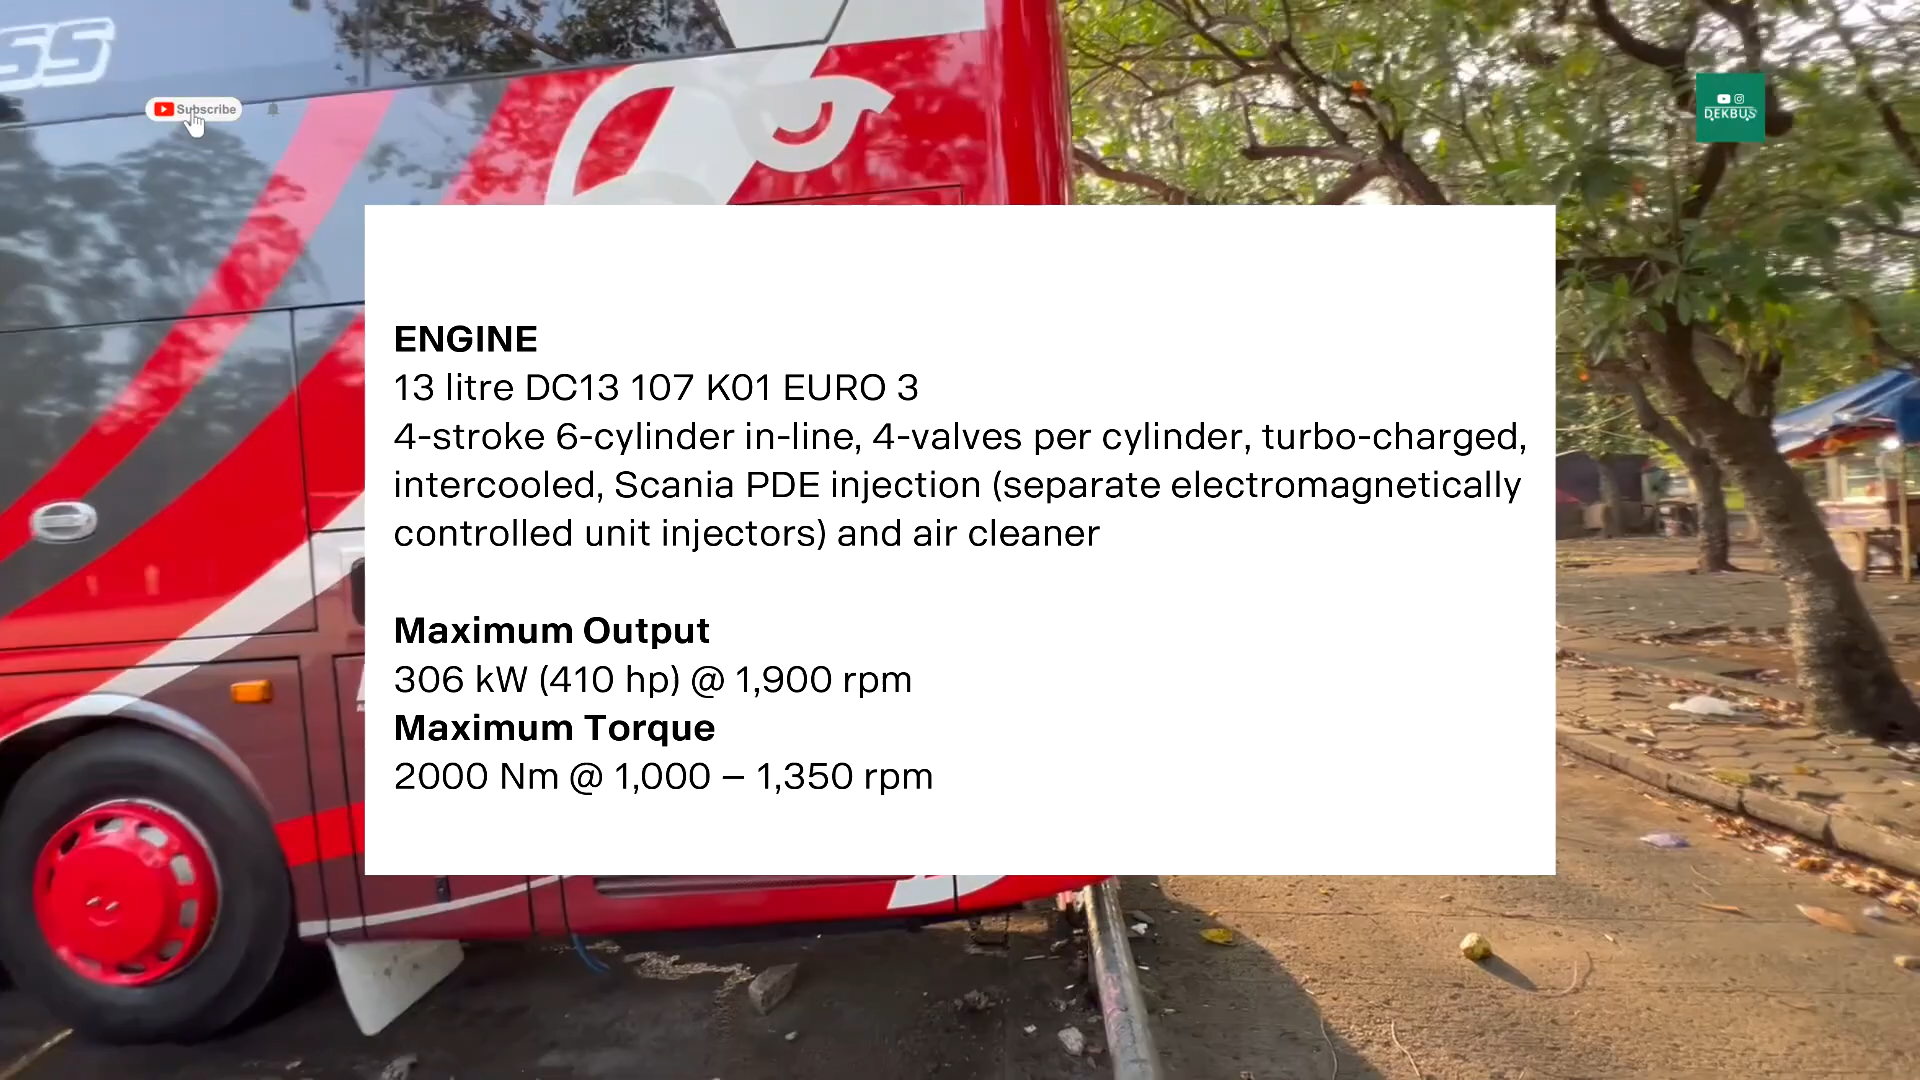 SS
Subscribe
DEKBUS
ENGINE
13 litre DC13 107 K01 EURO 3
4-stroke 6-cylinder in-line, 4-valves per cylinder, turbo-charged,
intercooled, Scania PDE injection (separate electromagnetically
controlled unit injectors) and air cleaner
Maximum Output
306 kW (410 hp) @ 1,900 rpm
Maximum Torque
2000 Nm @ 1,000 – 1,350 rpm